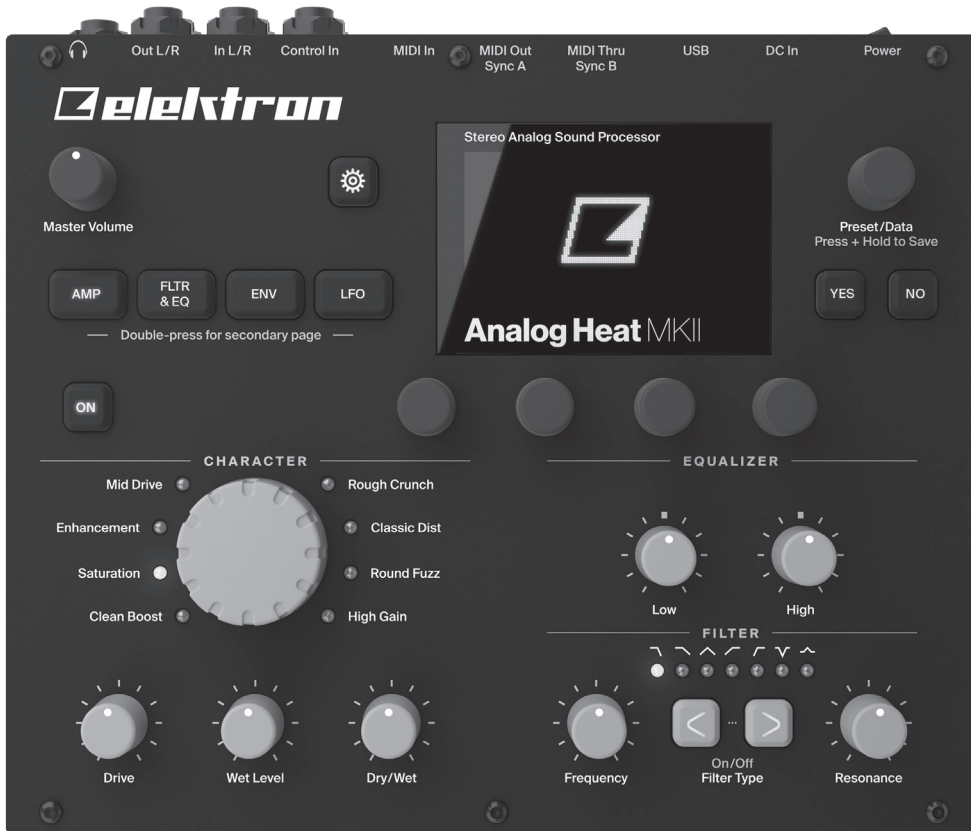 Out L/R
In L/R
Control In
MIDI In
MIDI Out
Sync A
MIDI Thru
Sync B
USB
DC In
Power
elektron
Stereo Analog Sound Processor
Master Volume
Preset/Data
Press + Hold to Save
AMP
FLTR
& EQ
ENV
LFO
YES
NO
Double-press for secondary page
Analog Heat MKII
ON
CHARACTER
EQUALIZER
Mid Drive
Rough Crunch
Enhancement
Classic Dist
Saturation
Round Fuzz
Clean Boost
High Gain
Low
High
FILTER
Drive
Wet Level
Dry/Wet
Frequency
On/Off
Filter Type
Resonance